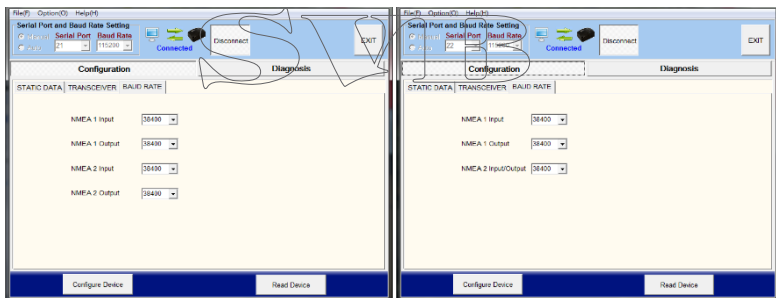 File(F) Option(O) Help(H)
Serial Port and Baud Rate Setting
Serial Port Baud Rate
21 115200
Connected
Disconnect
EXIT
Configuration Diagnosis
STATIC DATA TRANSCEIVER BAUD RATE
NMEA 1 Input 38400
NMEA 1 Output 38400
NMEA 2 Input 38400
NMEA 2 Output 38400
Configure Device Read Device
File(F) Option(O) Help(H)
Serial Port and Baud Rate Setting
Serial Port Baud Rate
22 115200
Connected
Disconnect
EXIT
Configuration Diagnosis
STATIC DATA TRANSCEIVER BAUD RATE
NMEA 1 Input 38400
NMEA 1 Output 38400
NMEA 2 Input/Output 38400
Configure Device Read Device